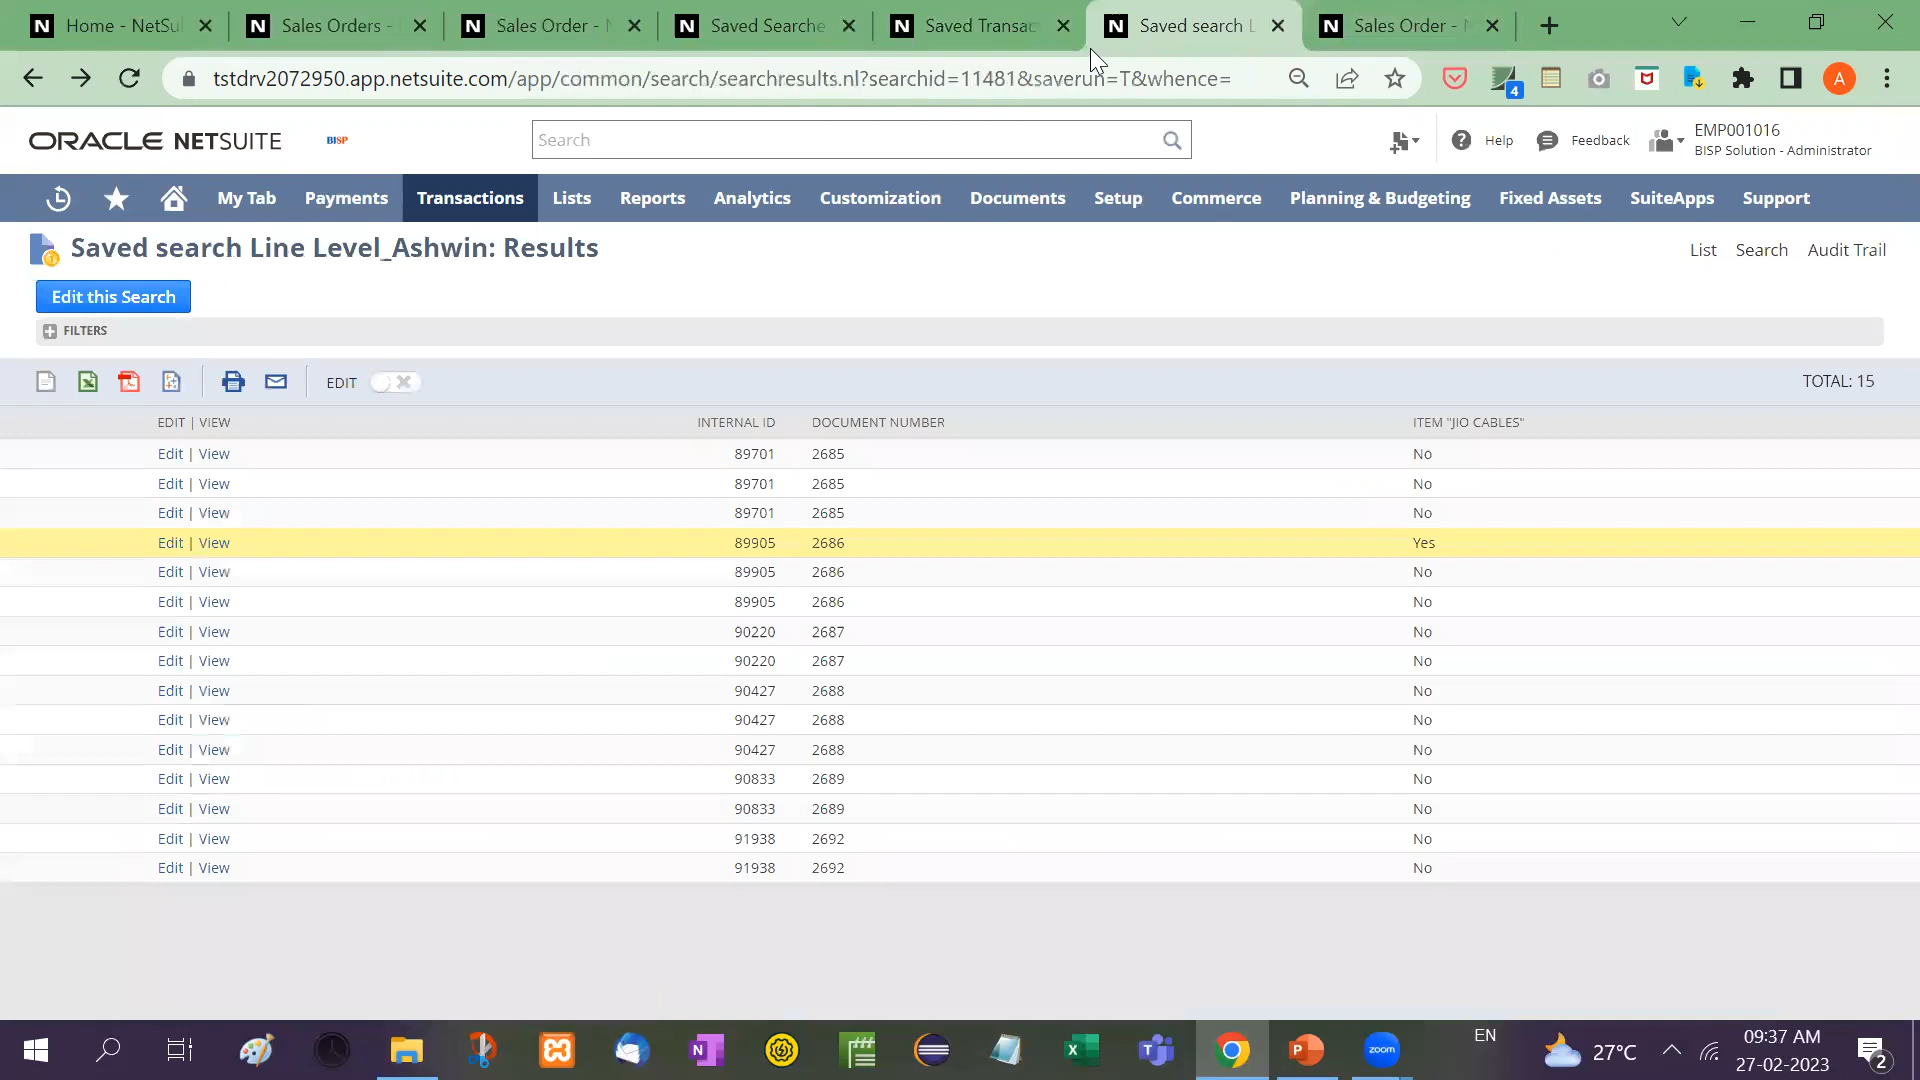 Home - NetSui
Sales Orders -
Sales Order - N
Saved Searche
Saved Transac
Saved search L
Sales Order - N
tstdrv2072950.app.netsuite.com/app/common/search/searchresults.nl?searchid=11481&saverun=T&whence=
4
A
ORACLE NETSUITE
BISP
Search
Help
Feedback
EMP001016
BISP Solution - Administrator
My Tab Payments Transactions Lists Reports Analytics Customization Documents Setup Commerce Planning & Budgeting Fixed Assets SuiteApps Support
Saved search Line Level_Ashwin: Results
List Search Audit Trail
Edit this Search
FILTERS
EDIT
TOTAL: 15
EDIT | VIEW INTERNAL ID DOCUMENT NUMBER ITEM "JIO CABLES"
Edit | View 89701 2685 No
Edit | View 89701 2685 No
Edit | View 89701 2685 No
Edit | View 89905 2686 Yes
Edit | View 89905 2686 No
Edit | View 89905 2686 No
Edit | View 90220 2687 No
Edit | View 90220 2687 No
Edit | View 90427 2688 No
Edit | View 90427 2688 No
Edit | View 90427 2688 No
Edit | View 90833 2689 No
Edit | View 90833 2689 No
Edit | View 91938 2692 No
Edit | View 91938 2692 No
zoom
EN
27°C
09:37 AM
27-02-2023
2